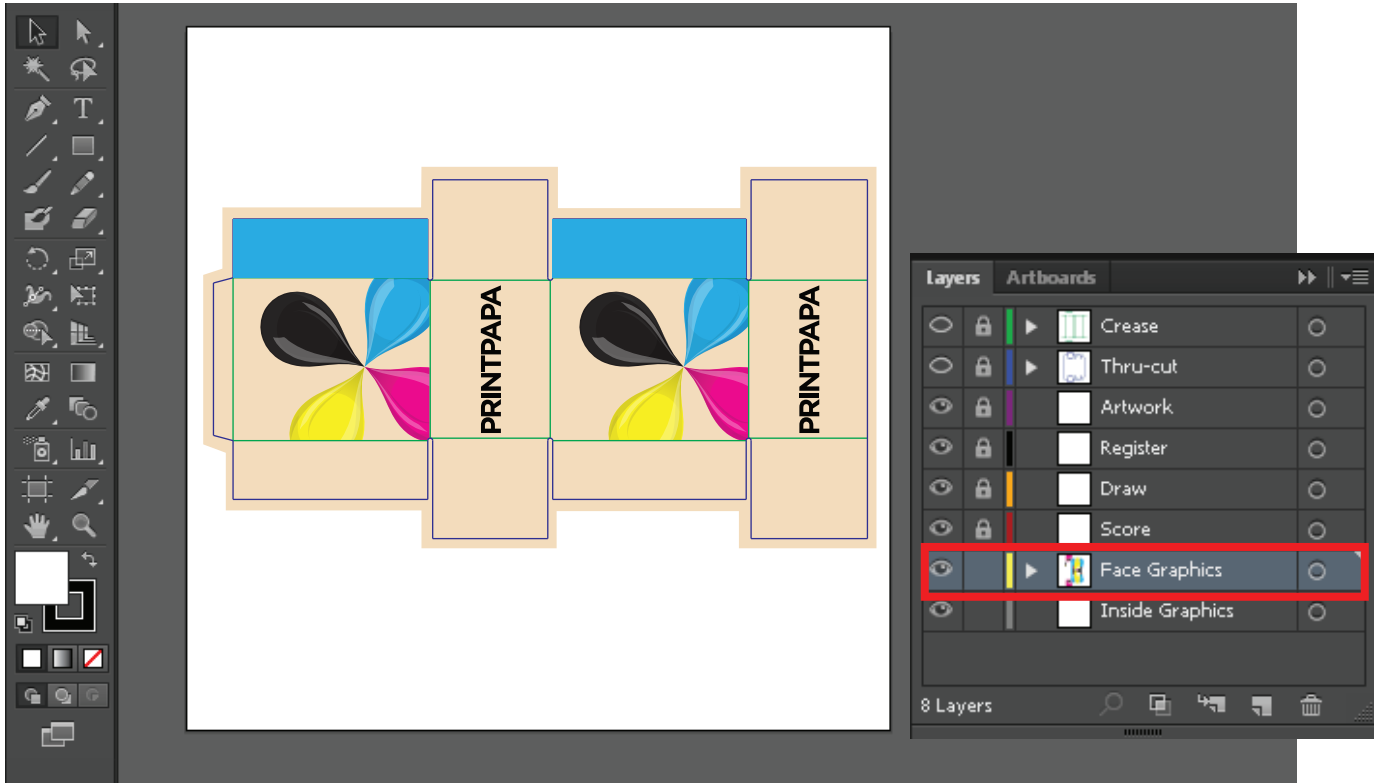 PRINTPAPA
PRINTPAPA
Layers Artboards
Crease
Thru-cut
Artwork
Register
Draw
Score
Face Graphics
Inside Graphics
8 Layers